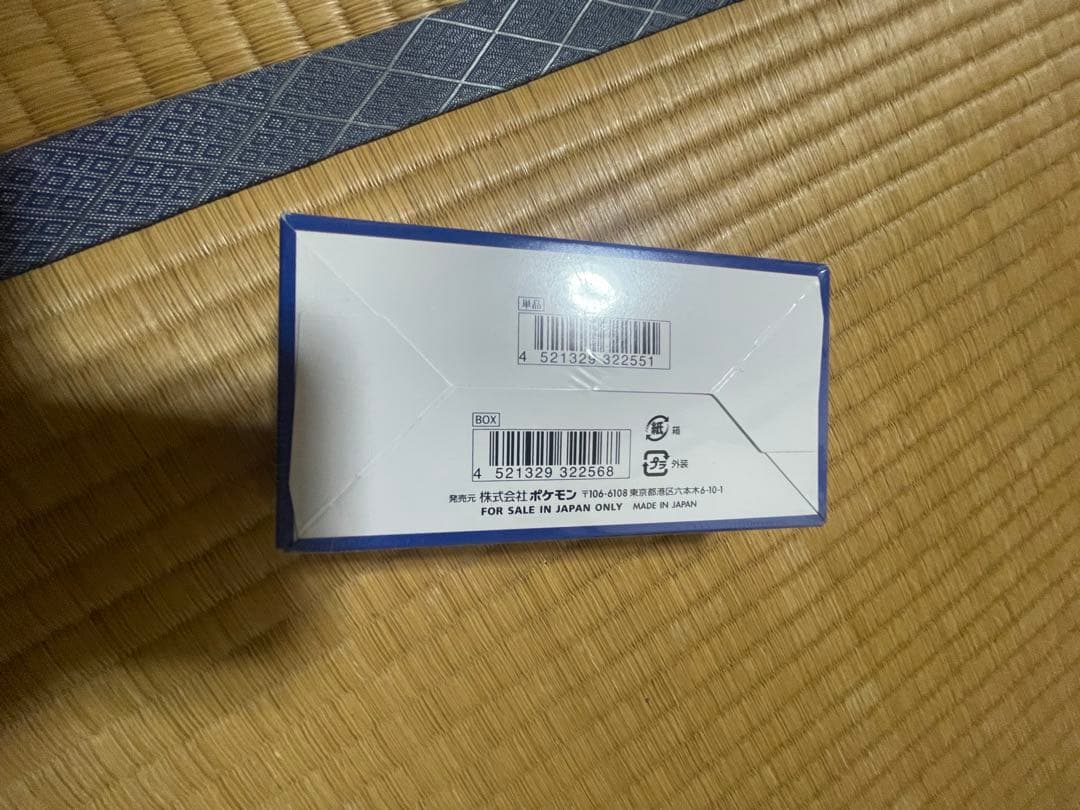 単品
4 521329 322551
BOX
4 521329 322568
紙 箱
プラ 外装
発売元 株式会社 ポケモン 〒106-6108 東京都港区六本木6-10-1
FOR SALE IN JAPAN ONLY MADE IN JAPAN